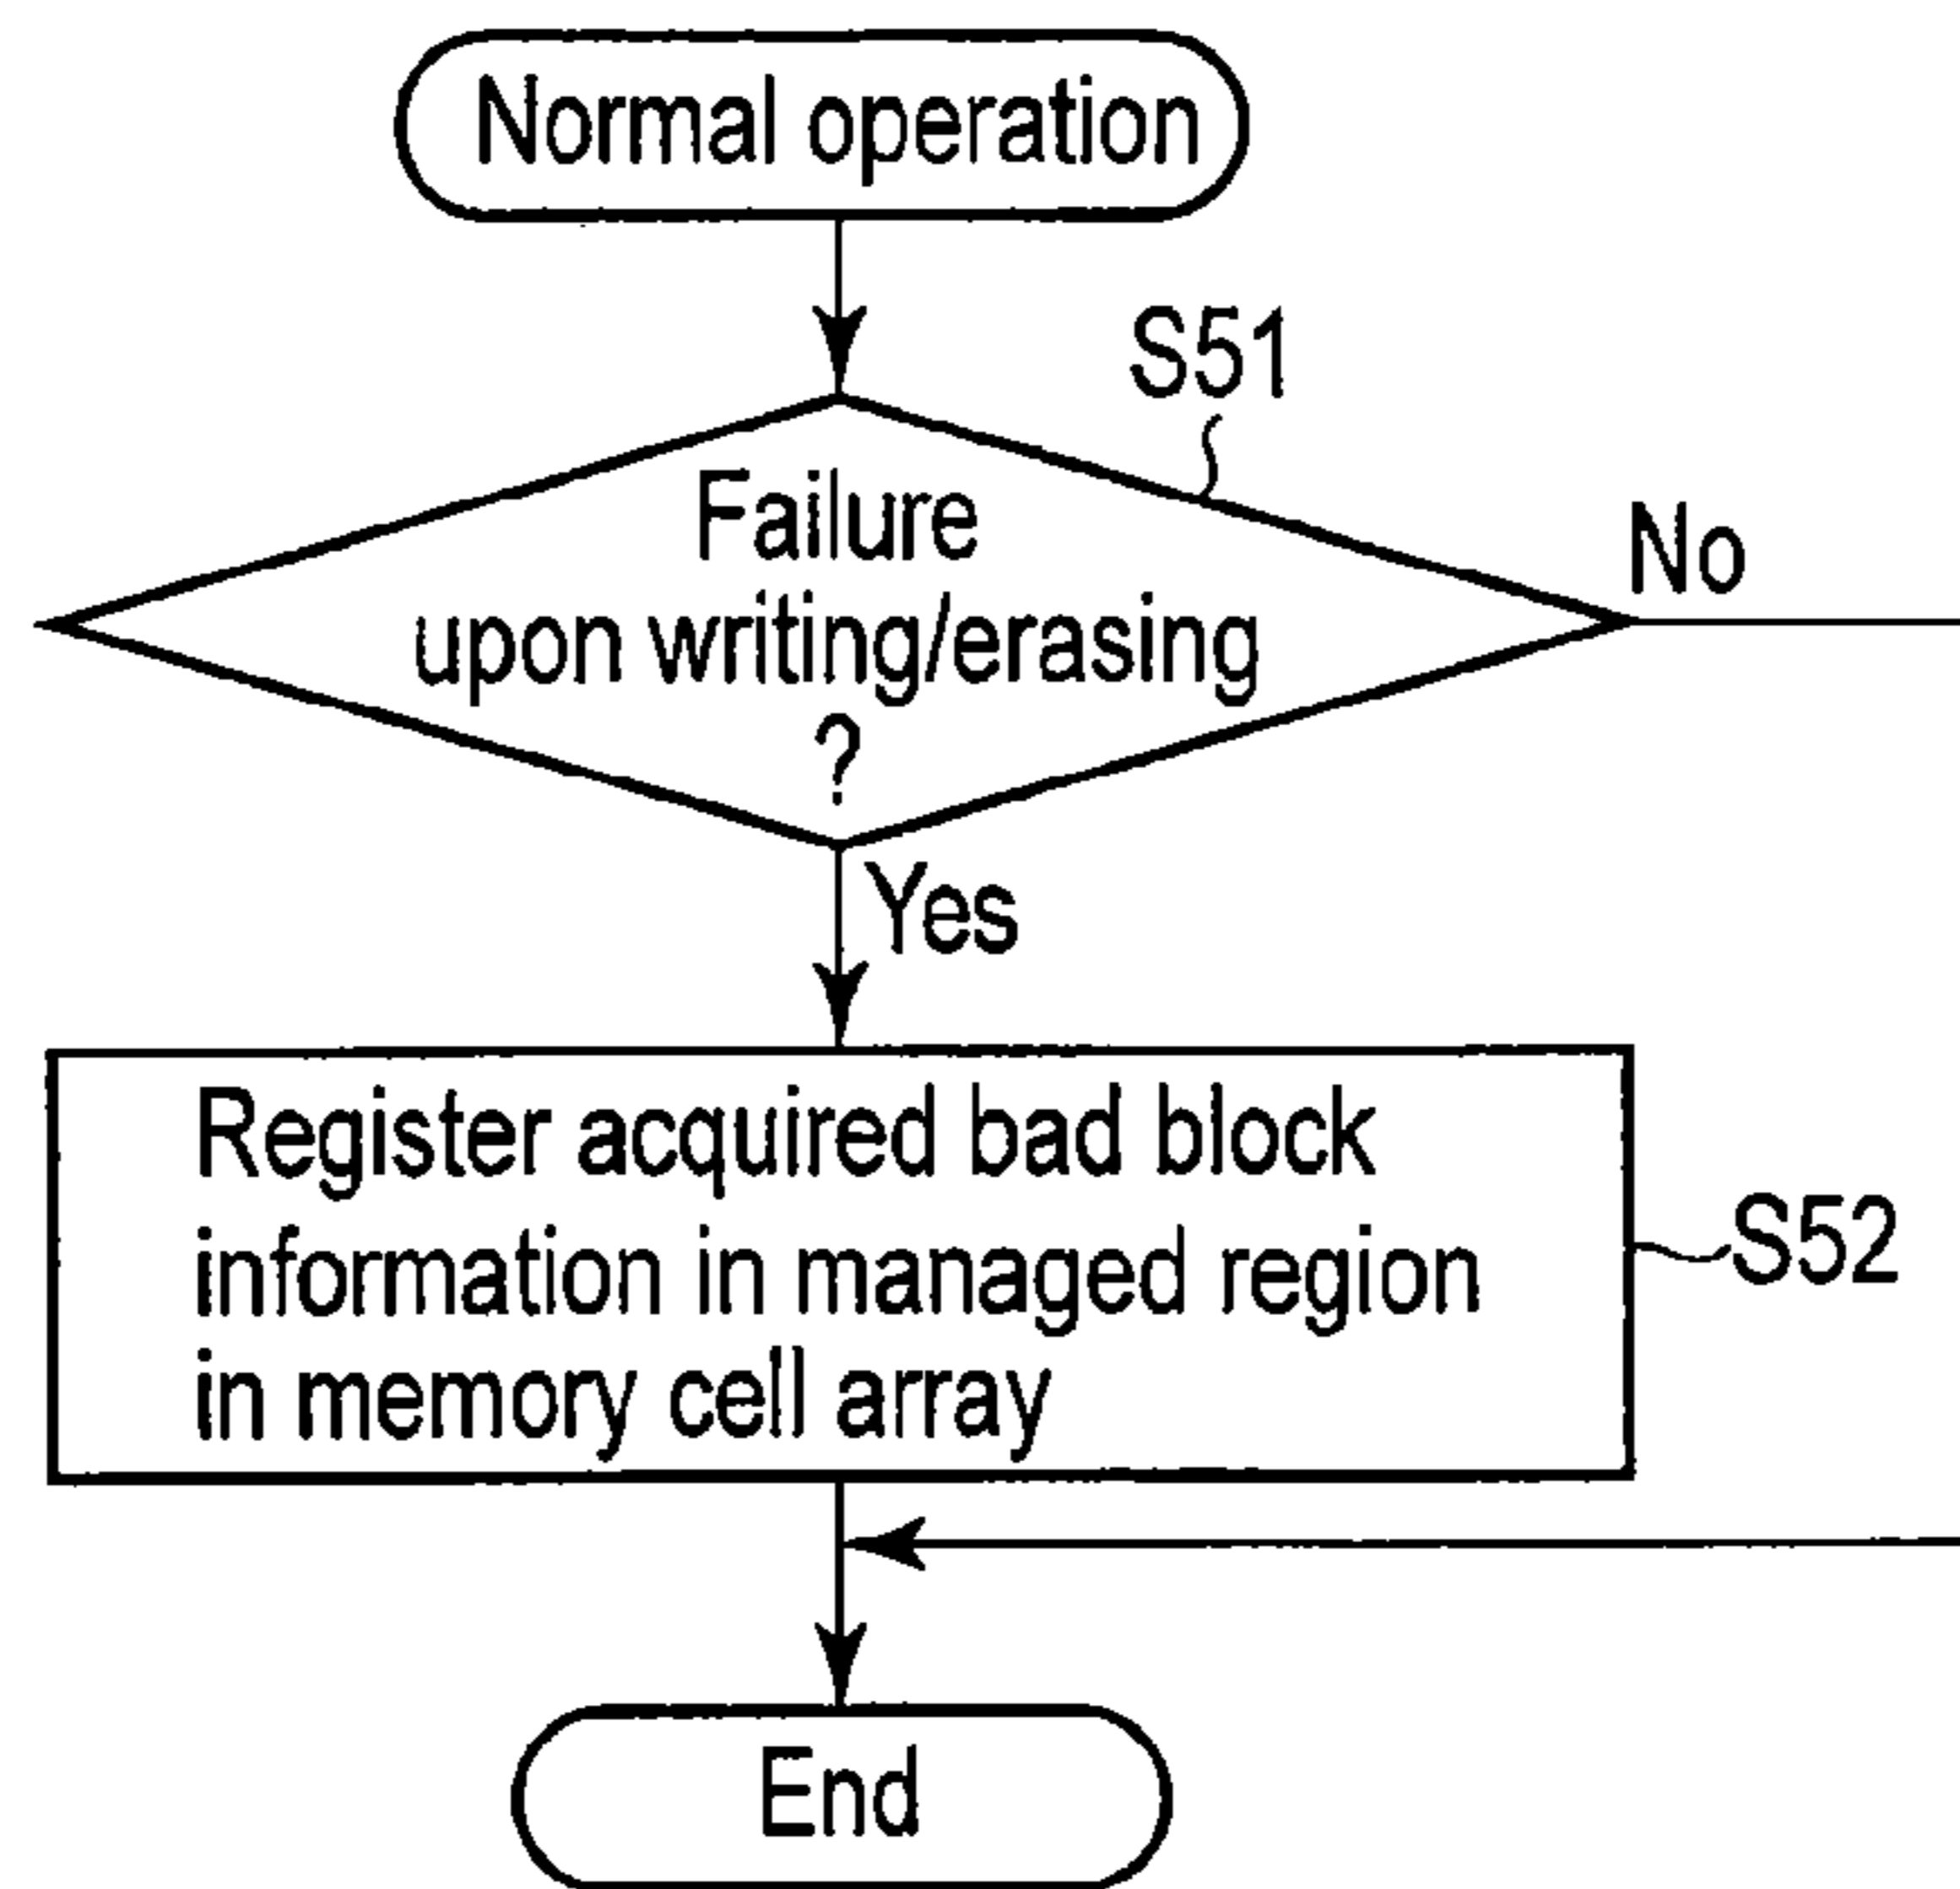 Normal operation
S51
Failure
upon writing/erasing
?
No
Yes
Register acquired bad block
information in managed region
in memory cell array
S52
End